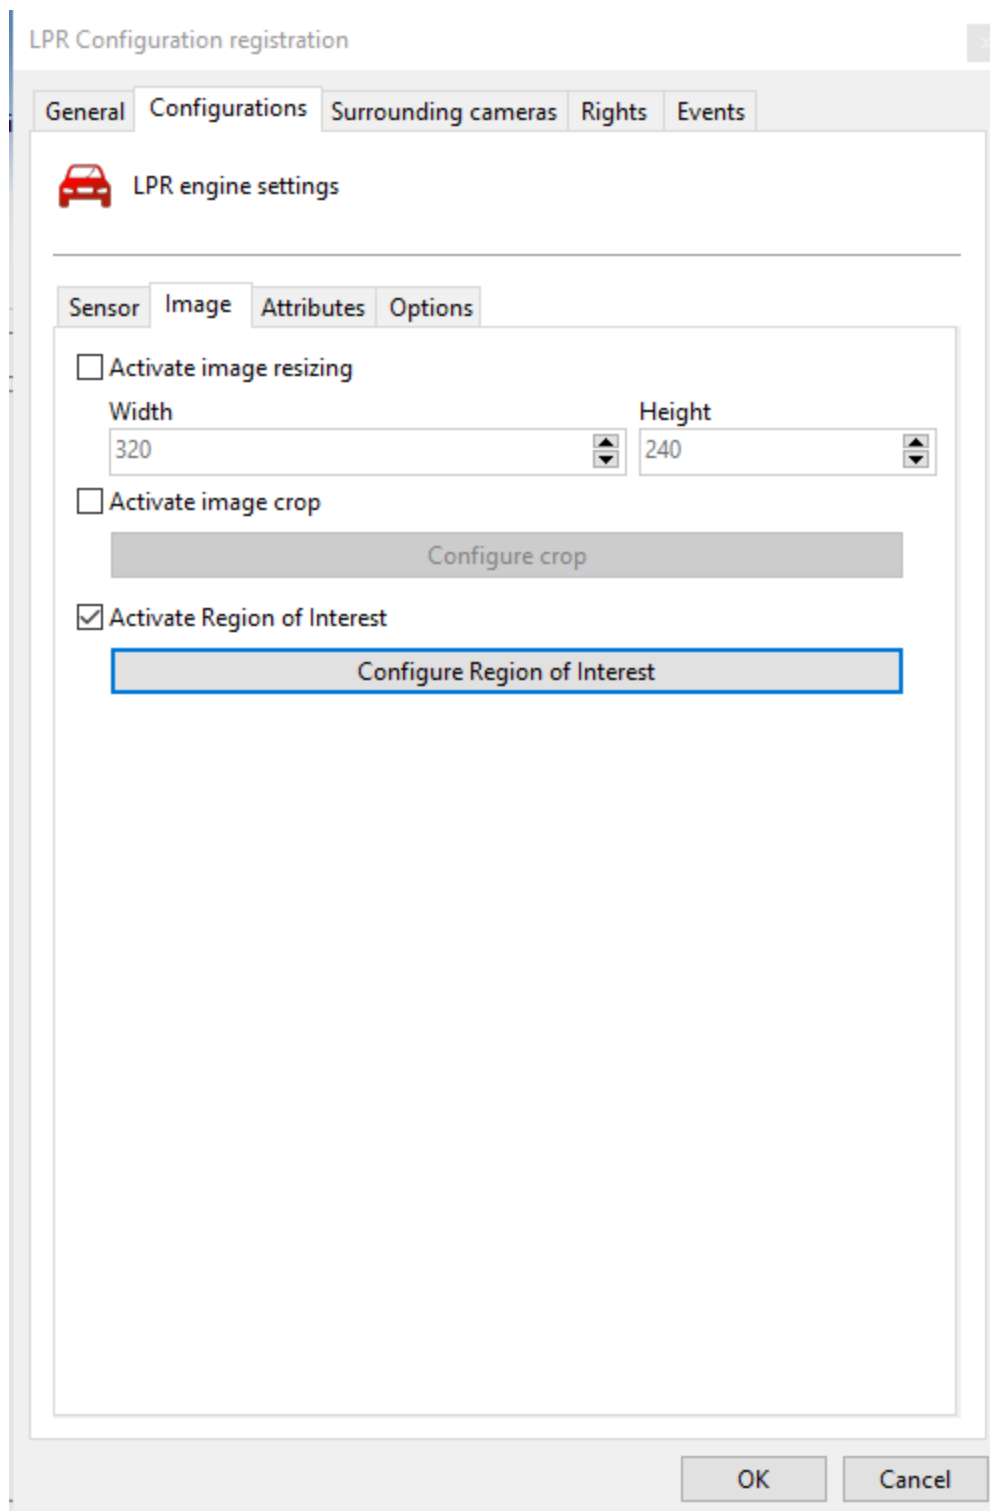 LPR Configuration registration
General Configurations Surrounding cameras Rights Events
LPR engine settings
Sensor Image Attributes Options
Activate image resizing
Width Height
320 240
Activate image crop
Configure crop
Activate Region of Interest
Configure Region of Interest
OK Cancel